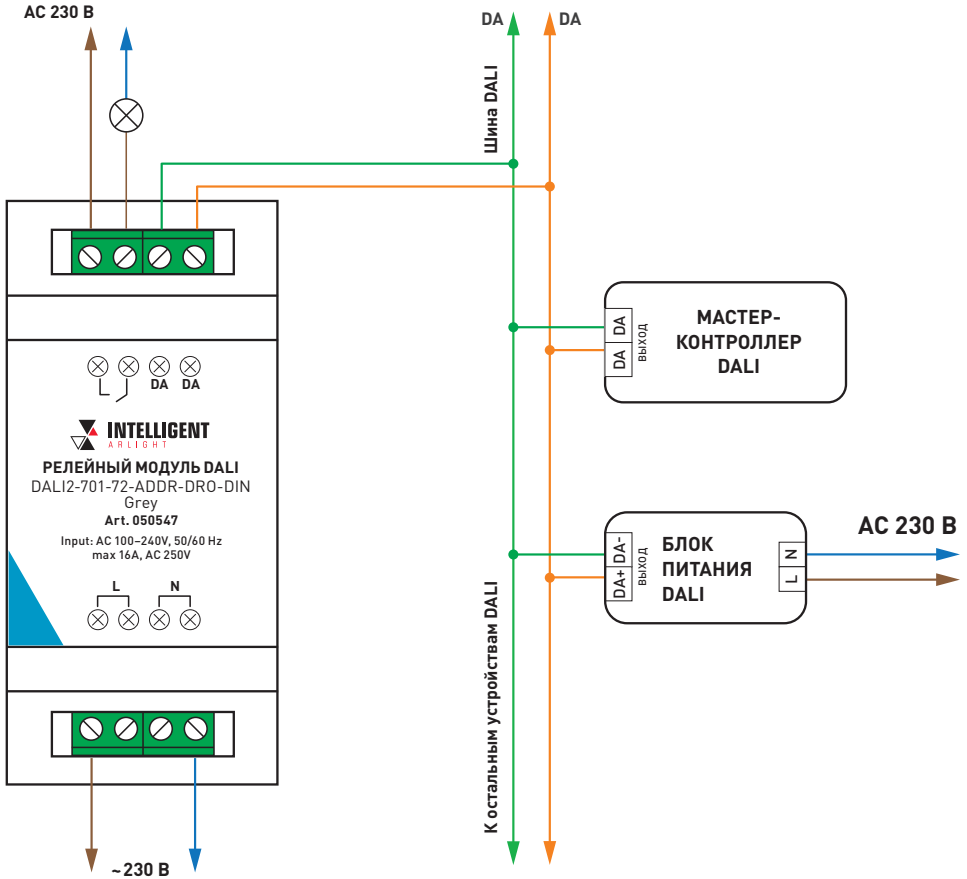 AC 230 В
DA
DA
Шина DALI
DA
DA
ВЫХОД
МАСТЕР-
КОНТРОЛЛЕР
DALI
DA DA
INTELLIGENT
ARLIGHT
РЕЛЕЙНЫЙ МОДУЛЬ DALI
DALI2-701-72-ADDR-DRO-DIN
Grey
Art. 050547
Input: AC 100–240V, 50/60 Hz
max 16A, AC 250V
L N
DA-
DA+
ВЫХОД
БЛОК
ПИТАНИЯ
DALI
N
L
AC 230 В
К остальным устройствам DALI
~230 В